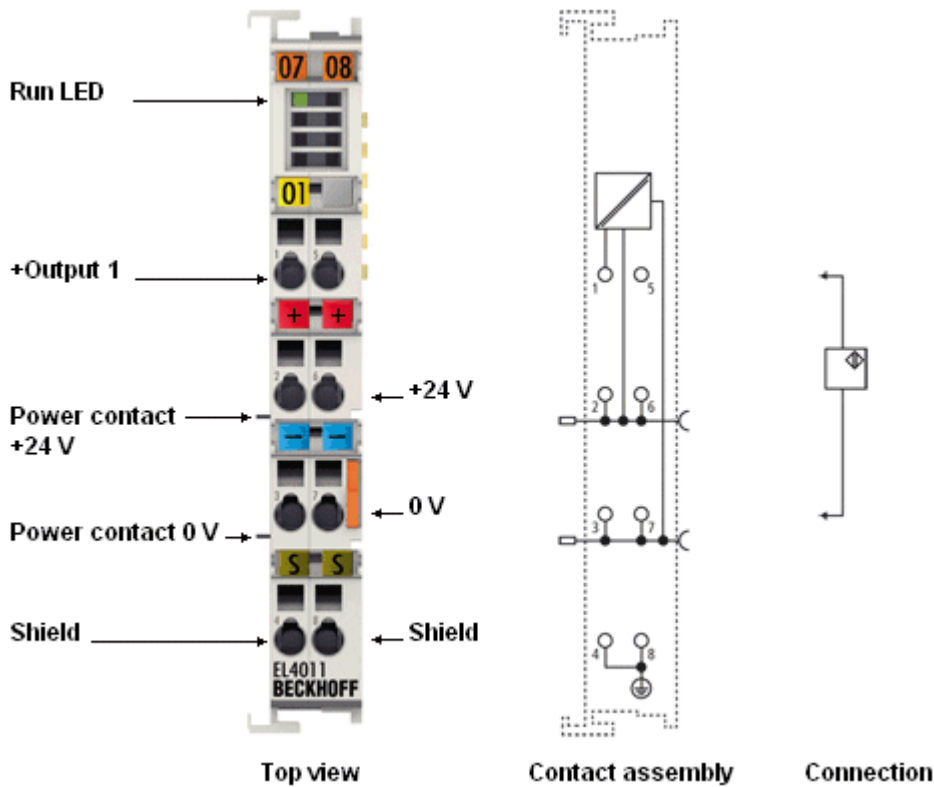 Run LED
+Output 1
Power contact
+24 V
Power contact 0 V
Shield
07 08
01
1 5
+ +
2 6
− −
3 7
S S
4 8
EL4011
BECKHOFF
+24 V
0 V
Shield
1 5
2 6
3 7
4 8
Top view
Contact assembly
Connection